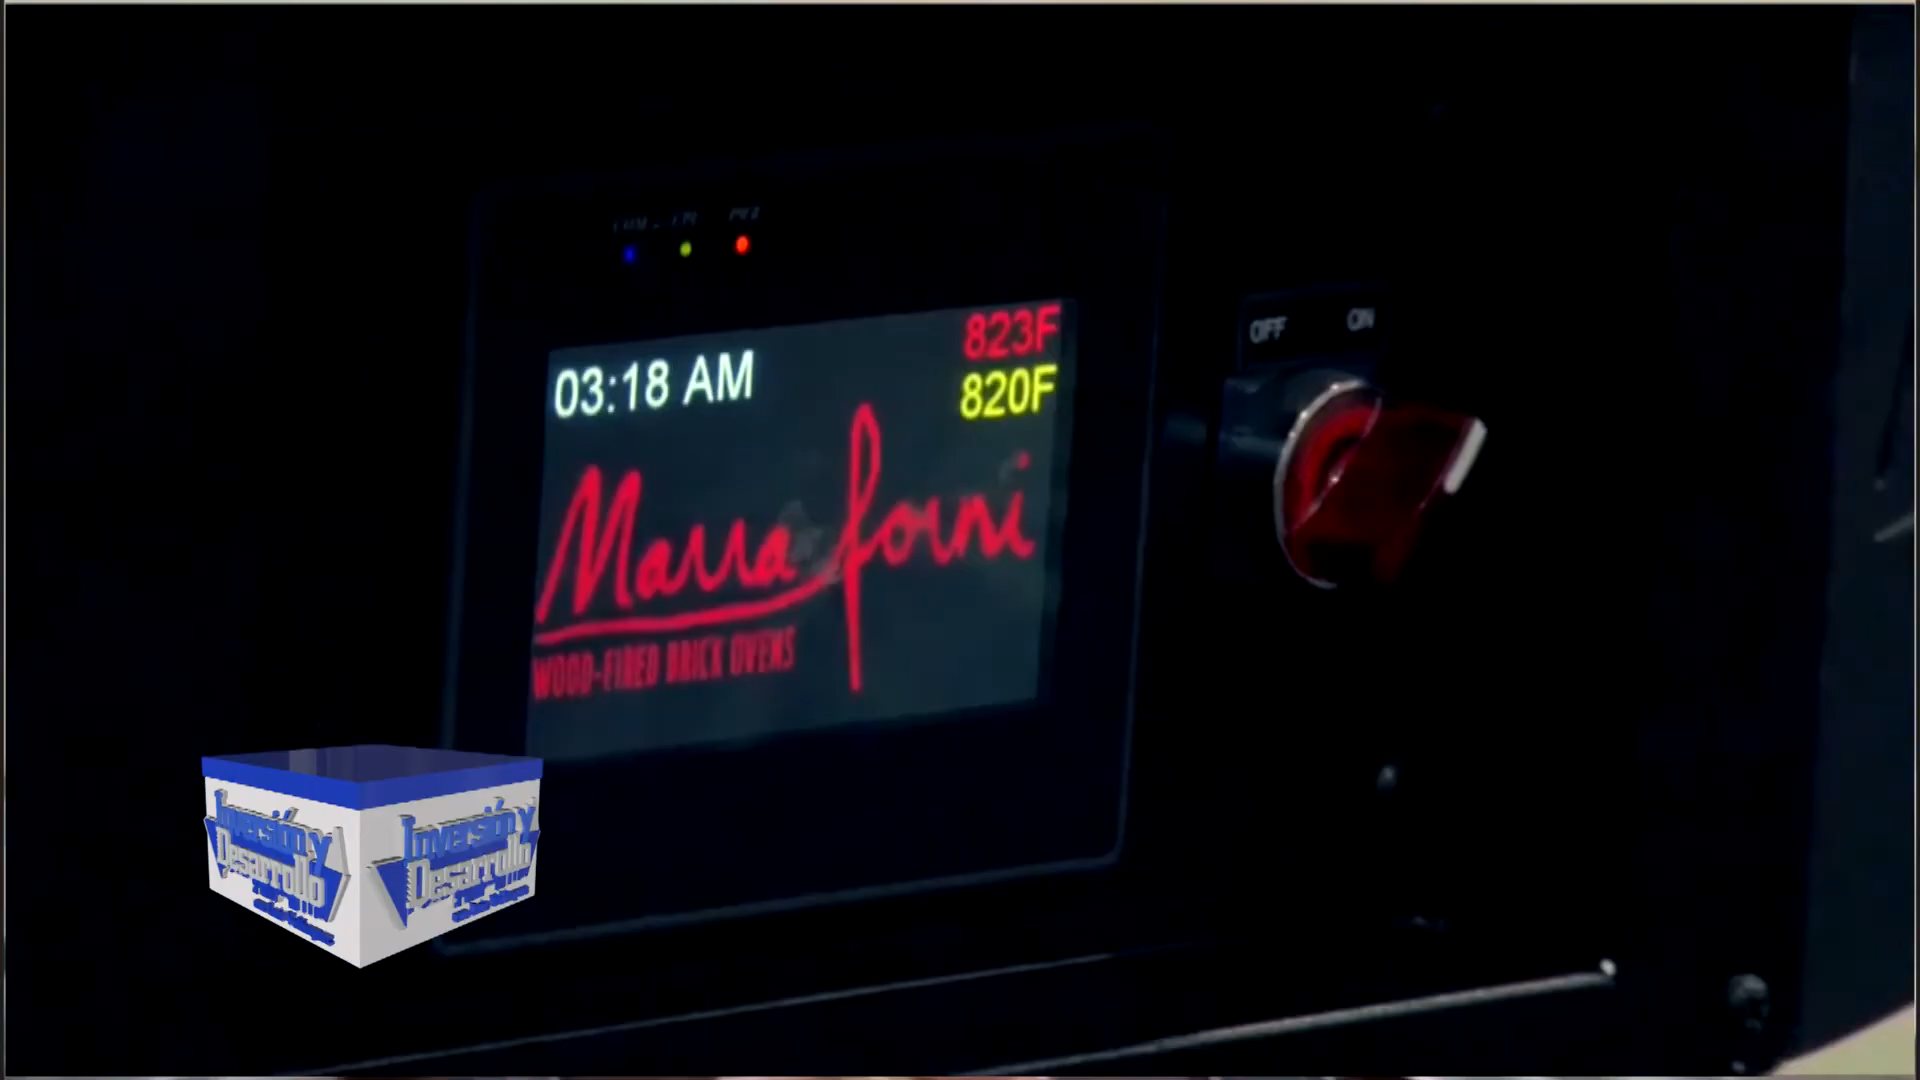 OFF ON
03:18 AM
823F
820F
Marra forni
WOOD-FIRED BRICK OVENS
Inversión y
Desarrollo
Inversión y
Desarrollo